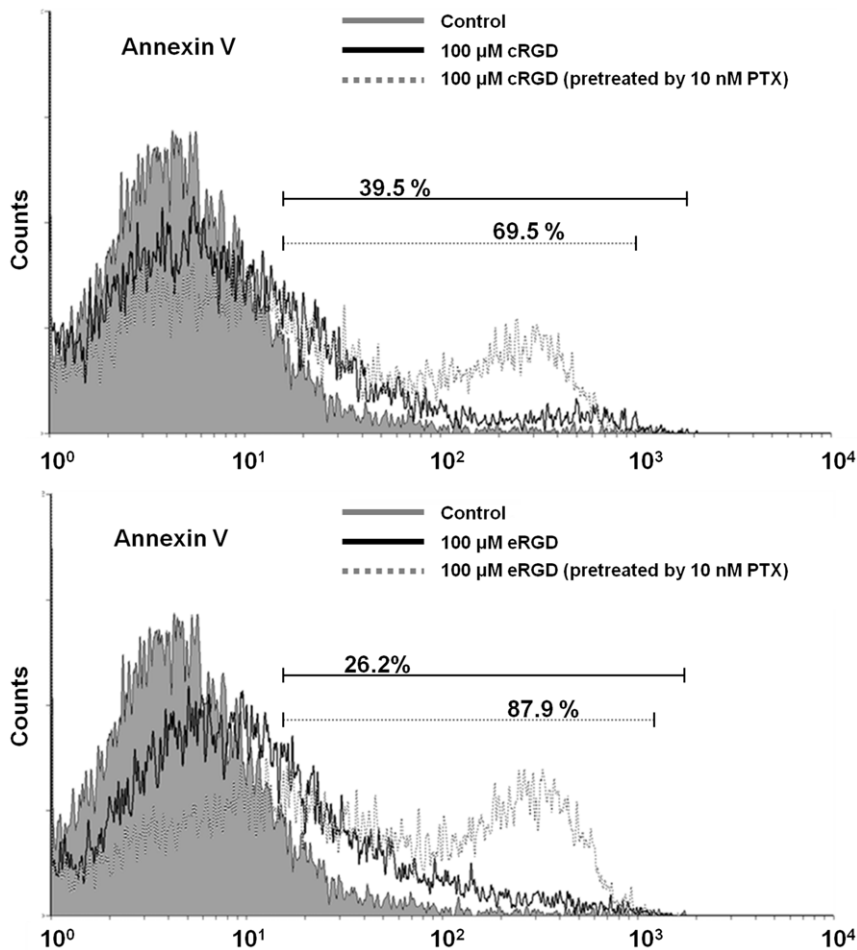 Annexin V
Control
100 µM cRGD
100 µM cRGD (pretreated by 10 nM PTX)
39.5 %
69.5 %
Counts
10⁰ 10¹ 10² 10³ 10⁴
Annexin V
Control
100 µM eRGD
100 µM eRGD (pretreated by 10 nM PTX)
26.2%
87.9 %
Counts
10⁰ 10¹ 10² 10³ 10⁴